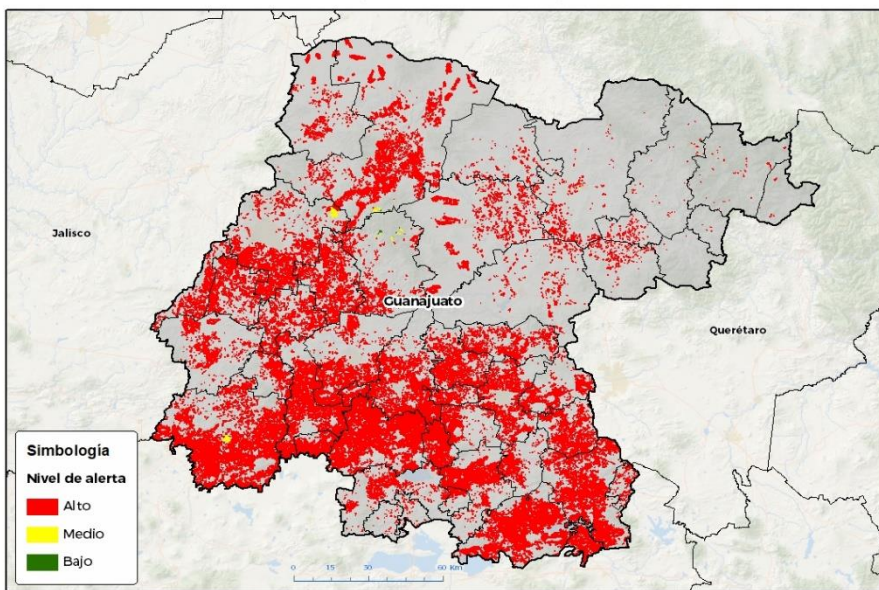 Jalisco
Guanajuato
Querétaro
Simbología
Nivel de alerta
Alto
Medio
Bajo
0 15 30 60 Km